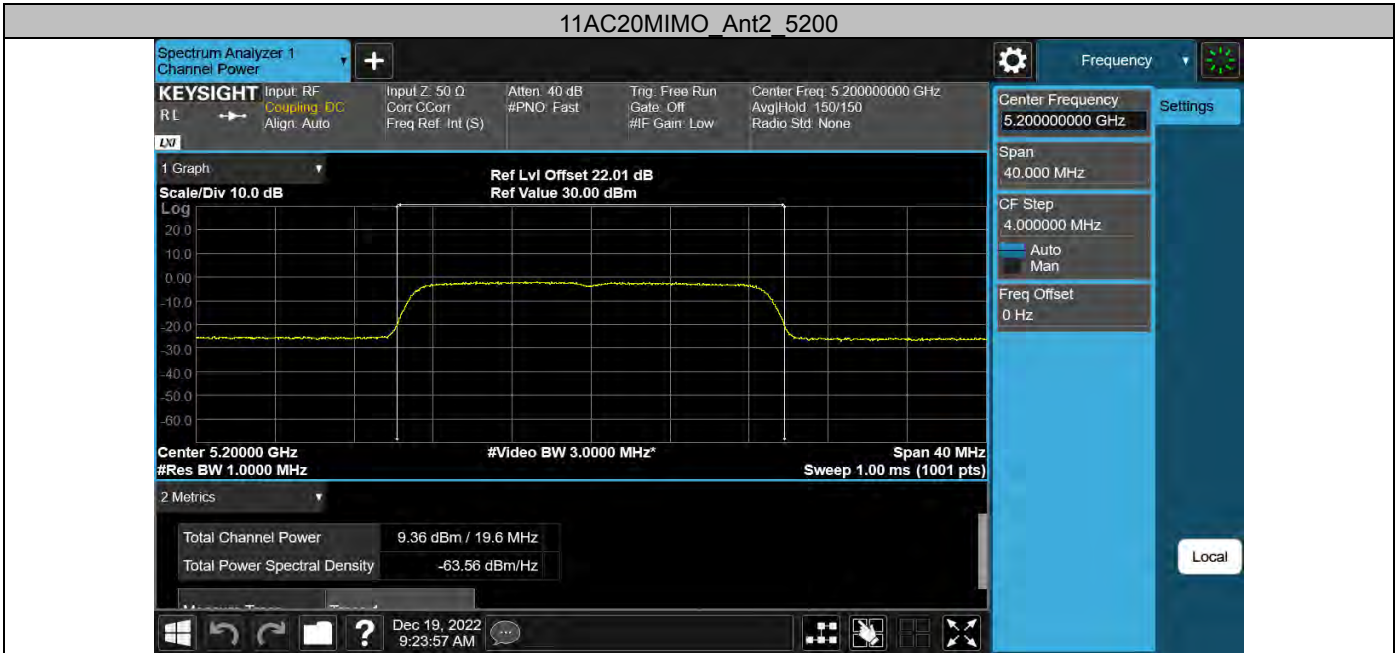 11AC20MIMO_Ant2_5200
Spectrum Analyzer 1
Channel Power
+
Frequency
KEYSIGHT
RL
LXI
Input: RF
Coupling: DC
Align: Auto
Input Z: 50 Ω
Corr CCorr
Freq Ref: Int (S)
Atten: 40 dB
#PNO: Fast
Trig: Free Run
Gate: Off
#IF Gain: Low
Center Freq: 5.200000000 GHz
Avg|Hold: 150/150
Radio Std: None
Center Frequency
5.200000000 GHz
Settings
Span
40.000 MHz
CF Step
4.000000 MHz
Auto
Man
Freq Offset
0 Hz
Local
1 Graph
Scale/Div 10.0 dB
Ref Lvl Offset 22.01 dB
Ref Value 30.00 dBm
Log
20.0
10.0
0.00
-10.0
-20.0
-30.0
-40.0
-50.0
-60.0
Center 5.20000 GHz
#Res BW 1.0000 MHz
#Video BW 3.0000 MHz*
Span 40 MHz
Sweep 1.00 ms (1001 pts)
2 Metrics
Total Channel Power 9.36 dBm / 19.6 MHz
Total Power Spectral Density -63.56 dBm/Hz
?
Dec 19, 2022
9:23:57 AM